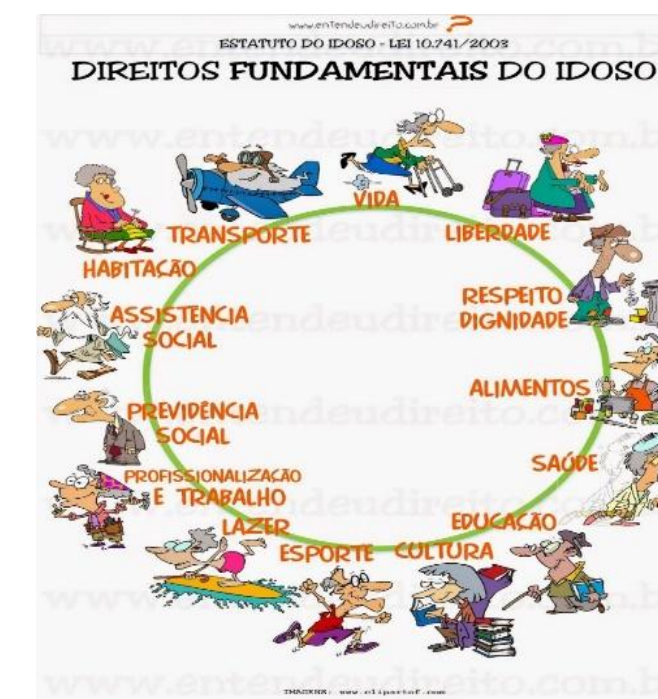 www.entendeudireito.com.br ?
ESTATUTO DO IDOSO - LEI 10.741/2003
DIREITOS FUNDAMENTAIS DO IDOSO
VIDA
LIBERDADE
RESPEITO
DIGNIDADE
ALIMENTOS
SAÚDE
EDUCAÇÃO
CULTURA
ESPORTE
LAZER
PROFISSIONALIZAÇÃO
E TRABALHO
PREVIDENCIA
SOCIAL
ASSISTENCIA
SOCIAL
HABITAÇÃO
TRANSPORTE
IMAGENS: www.clipartof.com